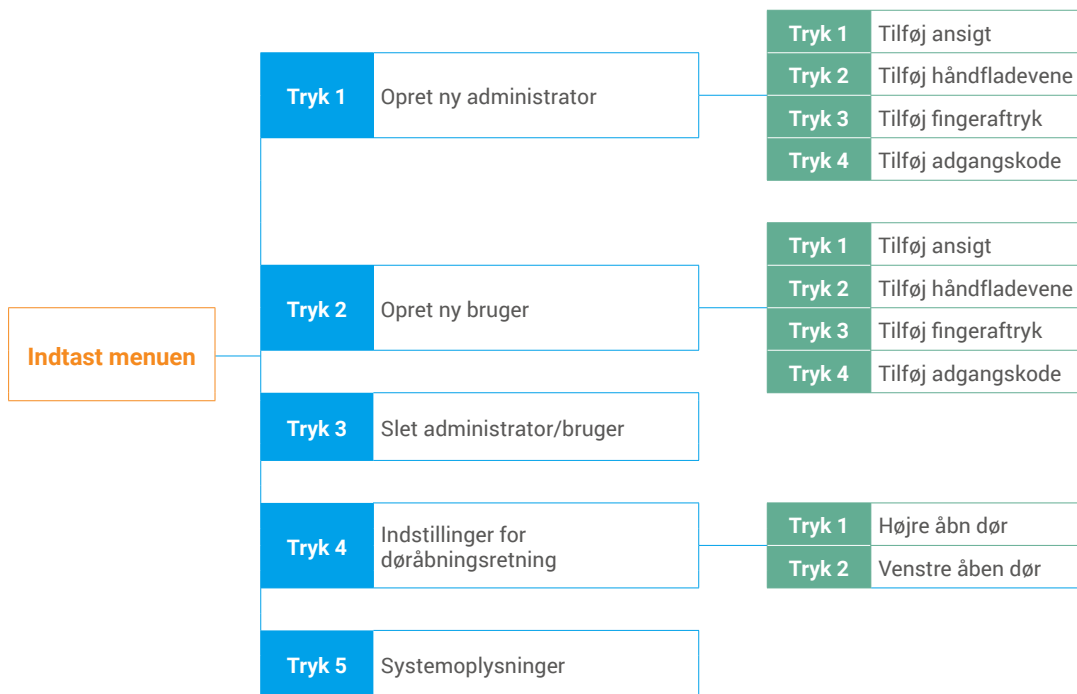 Indtast menuen
Tryk 1 Opret ny administrator
Tryk 1 Tilføj ansigt
Tryk 2 Tilføj håndfladevene
Tryk 3 Tilføj fingeraftryk
Tryk 4 Tilføj adgangskode
Tryk 2 Opret ny bruger
Tryk 1 Tilføj ansigt
Tryk 2 Tilføj håndfladevene
Tryk 3 Tilføj fingeraftryk
Tryk 4 Tilføj adgangskode
Tryk 3 Slet administrator/bruger
Tryk 4 Indstillinger for
døråbningsretning
Tryk 1 Højre åbn dør
Tryk 2 Venstre åben dør
Tryk 5 Systemoplysninger